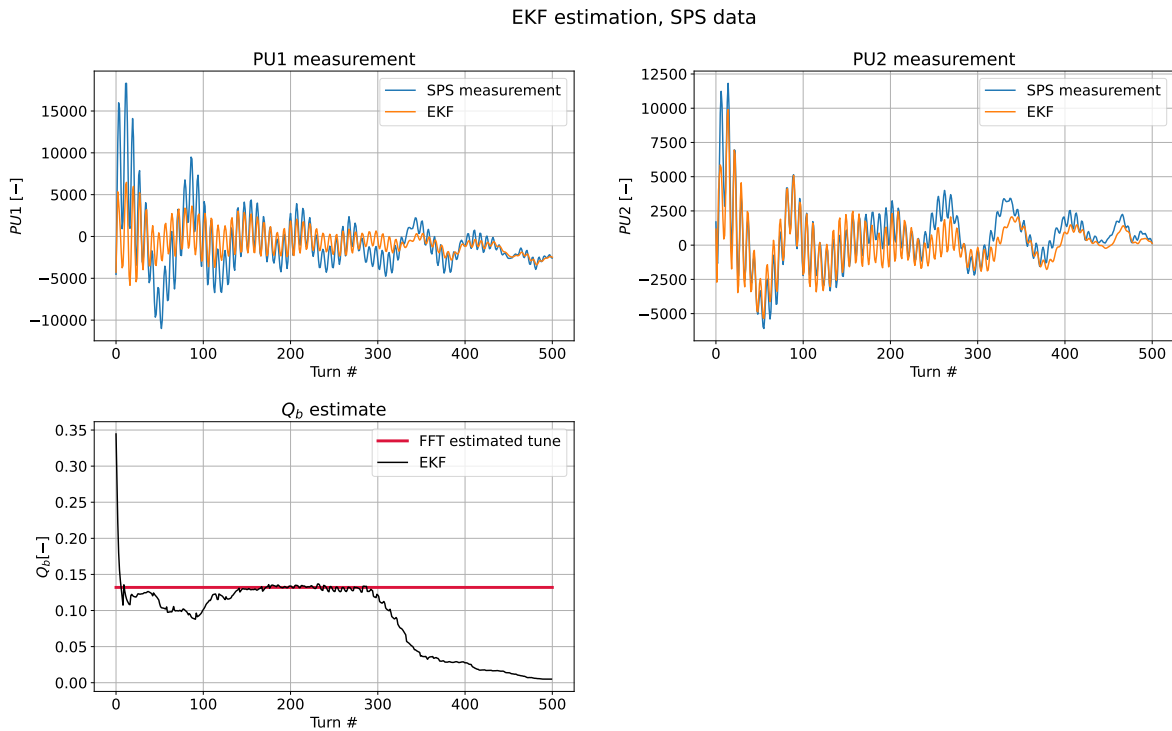 EKF estimation, SPS data
PU1 measurement
PU1 [−]
15000
10000
5000
0
−5000
−10000
SPS measurement
EKF
0 100 200 300 400 500
Turn #
PU2 measurement
PU2 [−]
12500
10000
7500
5000
2500
0
−2500
−5000
SPS measurement
EKF
0 100 200 300 400 500
Turn #
Q_b estimate
Q_b[−]
0.35
0.30
0.25
0.20
0.15
0.10
0.05
0.00
FFT estimated tune
EKF
0 100 200 300 400 500
Turn #